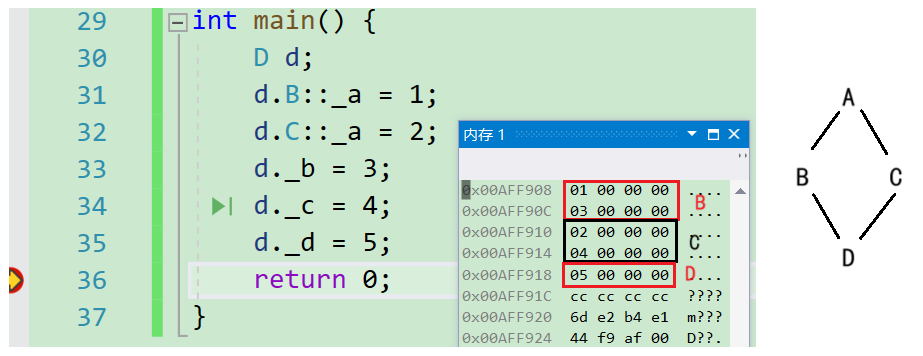 29 int main() {
30 D d;
31 d.B::_a = 1;
32 d.C::_a = 2;
33 d._b = 3;
34 d._c = 4;
35 d._d = 5;
36 return 0;
37 }
内存 1
0x00AFF908 01 00 00 00 ....
0x00AFF90C 03 00 00 00 ....
B
0x00AFF910 02 00 00 00 ....
0x00AFF914 04 00 00 00 ....
C
0x00AFF918 05 00 00 00 ....
D
0x00AFF91C cc cc cc cc ????
0x00AFF920 6d e2 b4 e1 m???
0x00AFF924 44 f9 af 00 D??.
A
B C
D